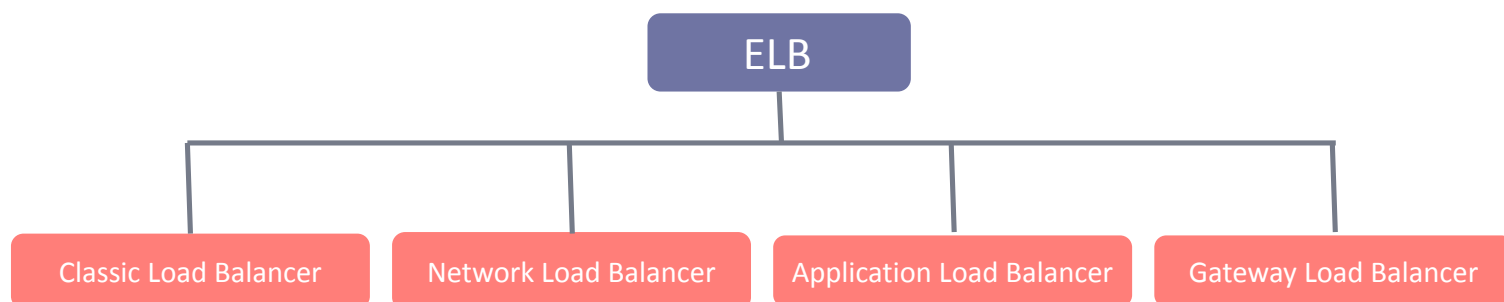 ELB
Classic Load Balancer
Network Load Balancer
Application Load Balancer
Gateway Load Balancer